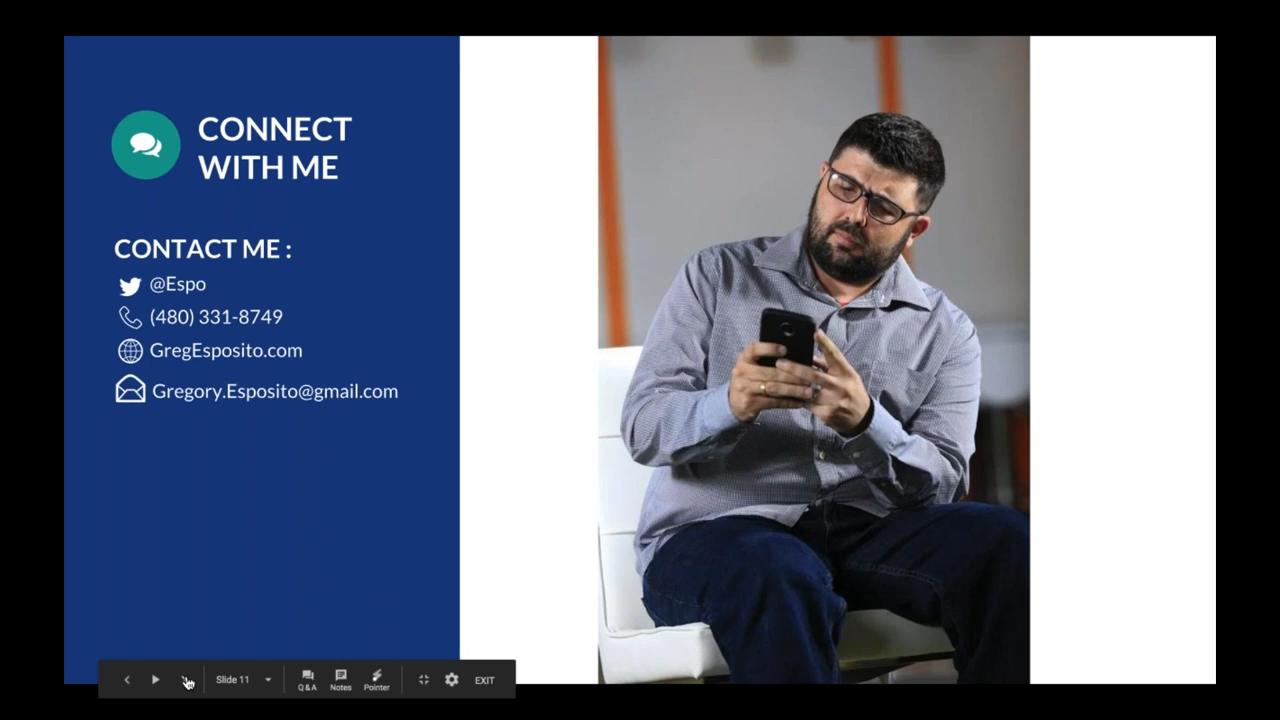 CONNECT
WITH ME
CONTACT ME :
@Espo
(480) 331-8749
GregEsposito.com
Gregory.Esposito@gmail.com
Slide 11
Q&A
Notes
Pointer
EXIT